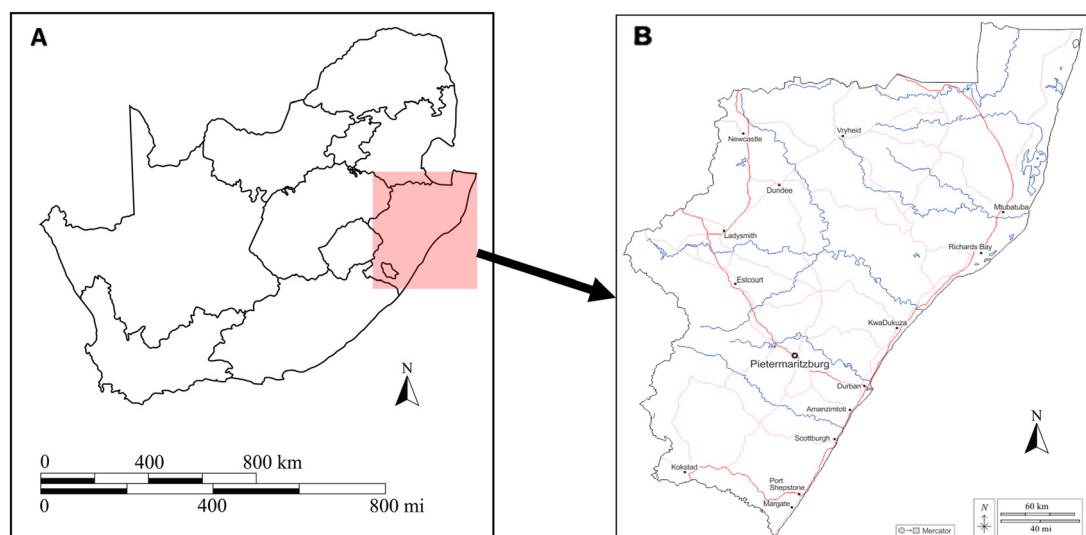 A
N
0
400
800 km
0
400
800 mi
B
Newcastle
Vryheid
Dundee
Mtubatuba
Ladysmith
Richards Bay
Estcourt
KwaDukuza
Pietermaritzburg
Durban
Amanzimtoti
Scottburgh
N
Kokstad
Port
Shepstone
Margate
N
60 km
40 mi
Mercator